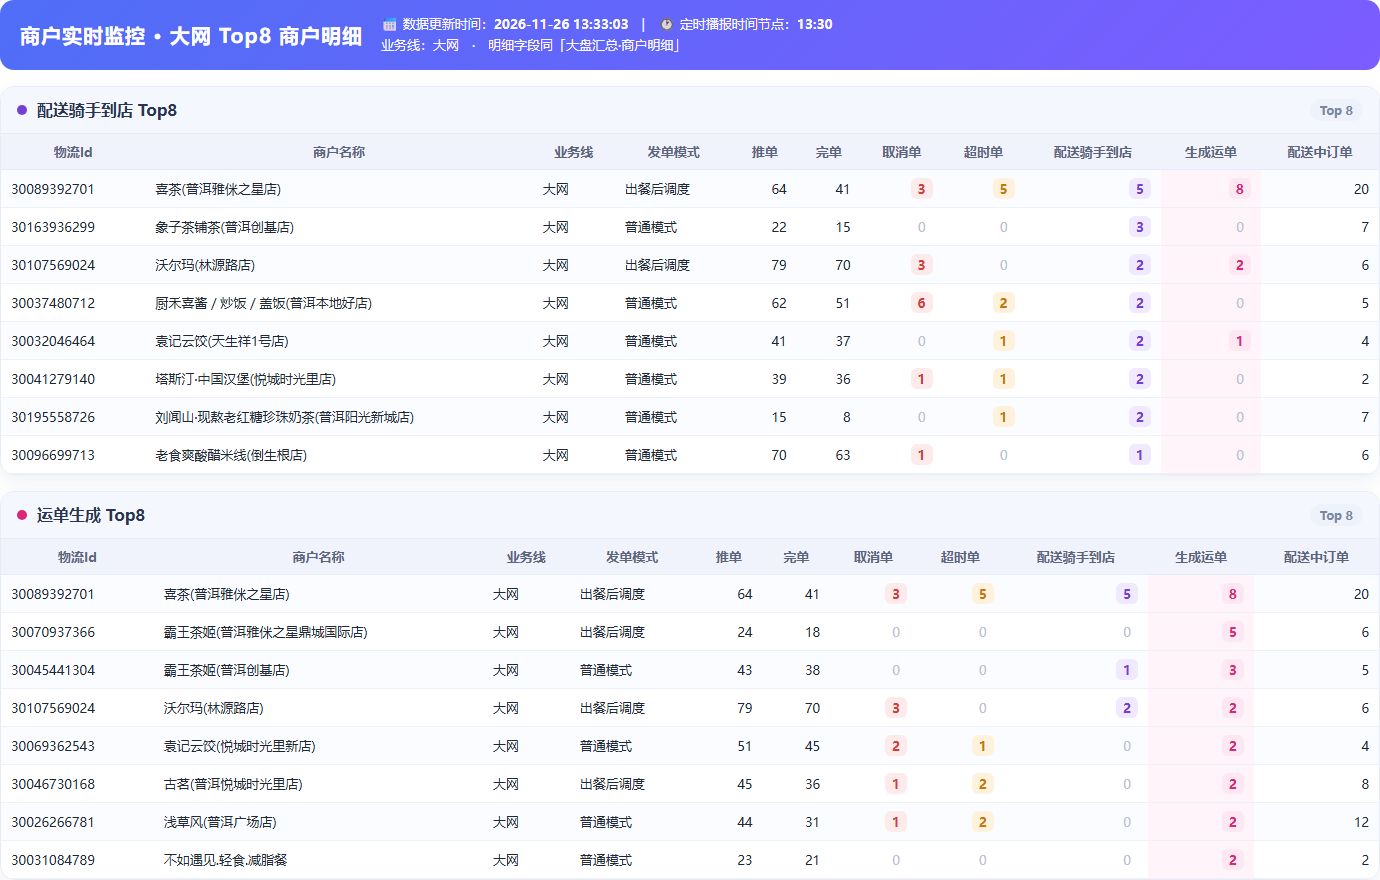 商户实时监控 • 大网 Top8 商户明细
数据更新时间：2026-11-26 13:33:03 | 定时播报时间节点：13:30
业务线：大网 · 明细字段同「大盘汇总·商户明细」
配送骑手到店 Top8 Top 8
物流Id 商户名称 业务线 发单模式 推单 完单 取消单 超时单 配送骑手到店 生成运单 配送中订单
30089392701 喜茶(普洱雅侎之星店) 大网 出餐后调度 64 41 3 5 5 8 20
30163936299 象子茶铺茶(普洱创基店) 大网 普通模式 22 15 0 0 3 0 7
30107569024 沃尔玛(林源路店) 大网 出餐后调度 79 70 3 0 2 2 6
30037480712 厨禾喜酱 / 炒饭 / 盖饭(普洱本地好店) 大网 普通模式 62 51 6 2 2 0 5
30032046464 袁记云饺(天生祥1号店) 大网 普通模式 41 37 0 1 2 1 4
30041279140 塔斯汀·中国汉堡(悦城时光里店) 大网 普通模式 39 36 1 1 2 0 2
30195558726 刘闻山·现熬老红糖珍珠奶茶(普洱阳光新城店) 大网 普通模式 15 8 0 1 2 0 7
30096699713 老食爽酸醋米线(倒生根店) 大网 普通模式 70 63 1 0 1 0 6
运单生成 Top8 Top 8
物流Id 商户名称 业务线 发单模式 推单 完单 取消单 超时单 配送骑手到店 生成运单 配送中订单
30089392701 喜茶(普洱雅侎之星店) 大网 出餐后调度 64 41 3 5 5 8 20
30070937366 霸王茶姬(普洱雅侎之星鼎城国际店) 大网 出餐后调度 24 18 0 0 0 5 6
30045441304 霸王茶姬(普洱创基店) 大网 普通模式 43 38 0 0 1 3 5
30107569024 沃尔玛(林源路店) 大网 出餐后调度 79 70 3 0 2 2 6
30069362543 袁记云饺(悦城时光里新店) 大网 普通模式 51 45 2 1 0 2 4
30046730168 古茗(普洱悦城时光里店) 大网 出餐后调度 45 36 1 2 0 2 8
30026266781 浅草风(普洱广场店) 大网 普通模式 44 31 1 2 0 2 12
30031084789 不如遇见.轻食.减脂餐 大网 普通模式 23 21 0 0 0 2 2